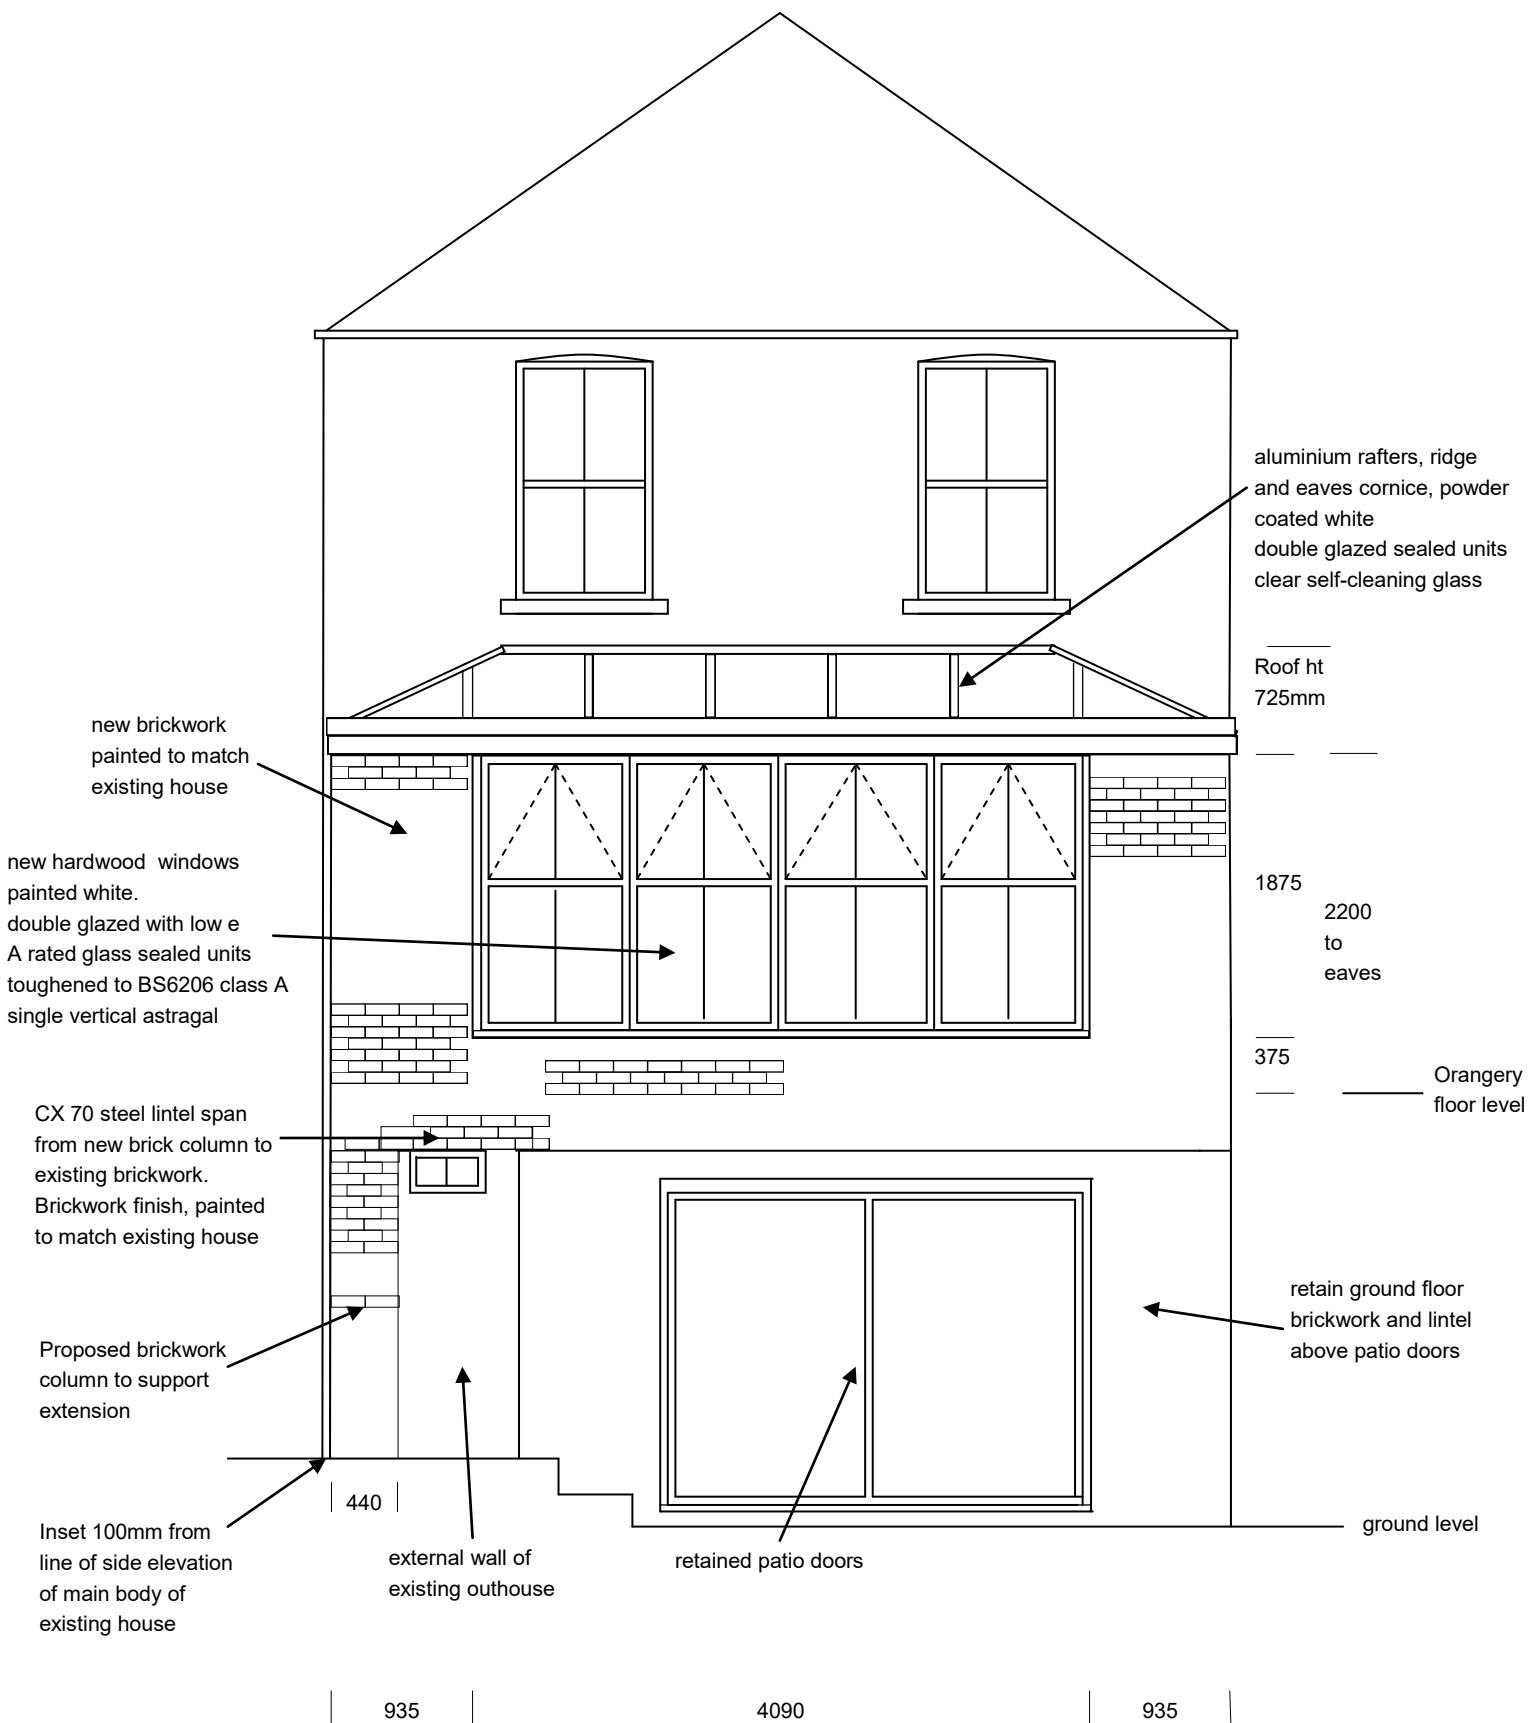 aluminium rafters, ridge
and eaves cornice, powder
coated white
double glazed sealed units
clear self-cleaning glass
Roof ht
725mm
new brickwork
painted to match
existing house
new hardwood windows
painted white.
double glazed with low e
A rated glass sealed units
toughened to BS6206 class A
single vertical astragal
1875
2200
to
eaves
375
Orangery
floor level
CX 70 steel lintel span
from new brick column to
existing brickwork.
Brickwork finish, painted
to match existing house
retain ground floor
brickwork and lintel
above patio doors
Proposed brickwork
column to support
extension
440
Inset 100mm from
line of side elevation
of main body of
existing house
external wall of
existing outhouse
retained patio doors
ground level
935
4090
935